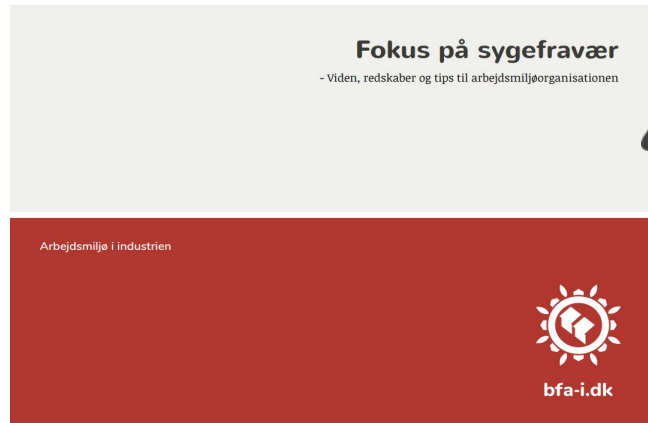 Fokus på sygefravær
- Viden, redskaber og tips til arbejdsmiljøorganisationen
Arbejdsmiljø i industrien
bfa-i.dk